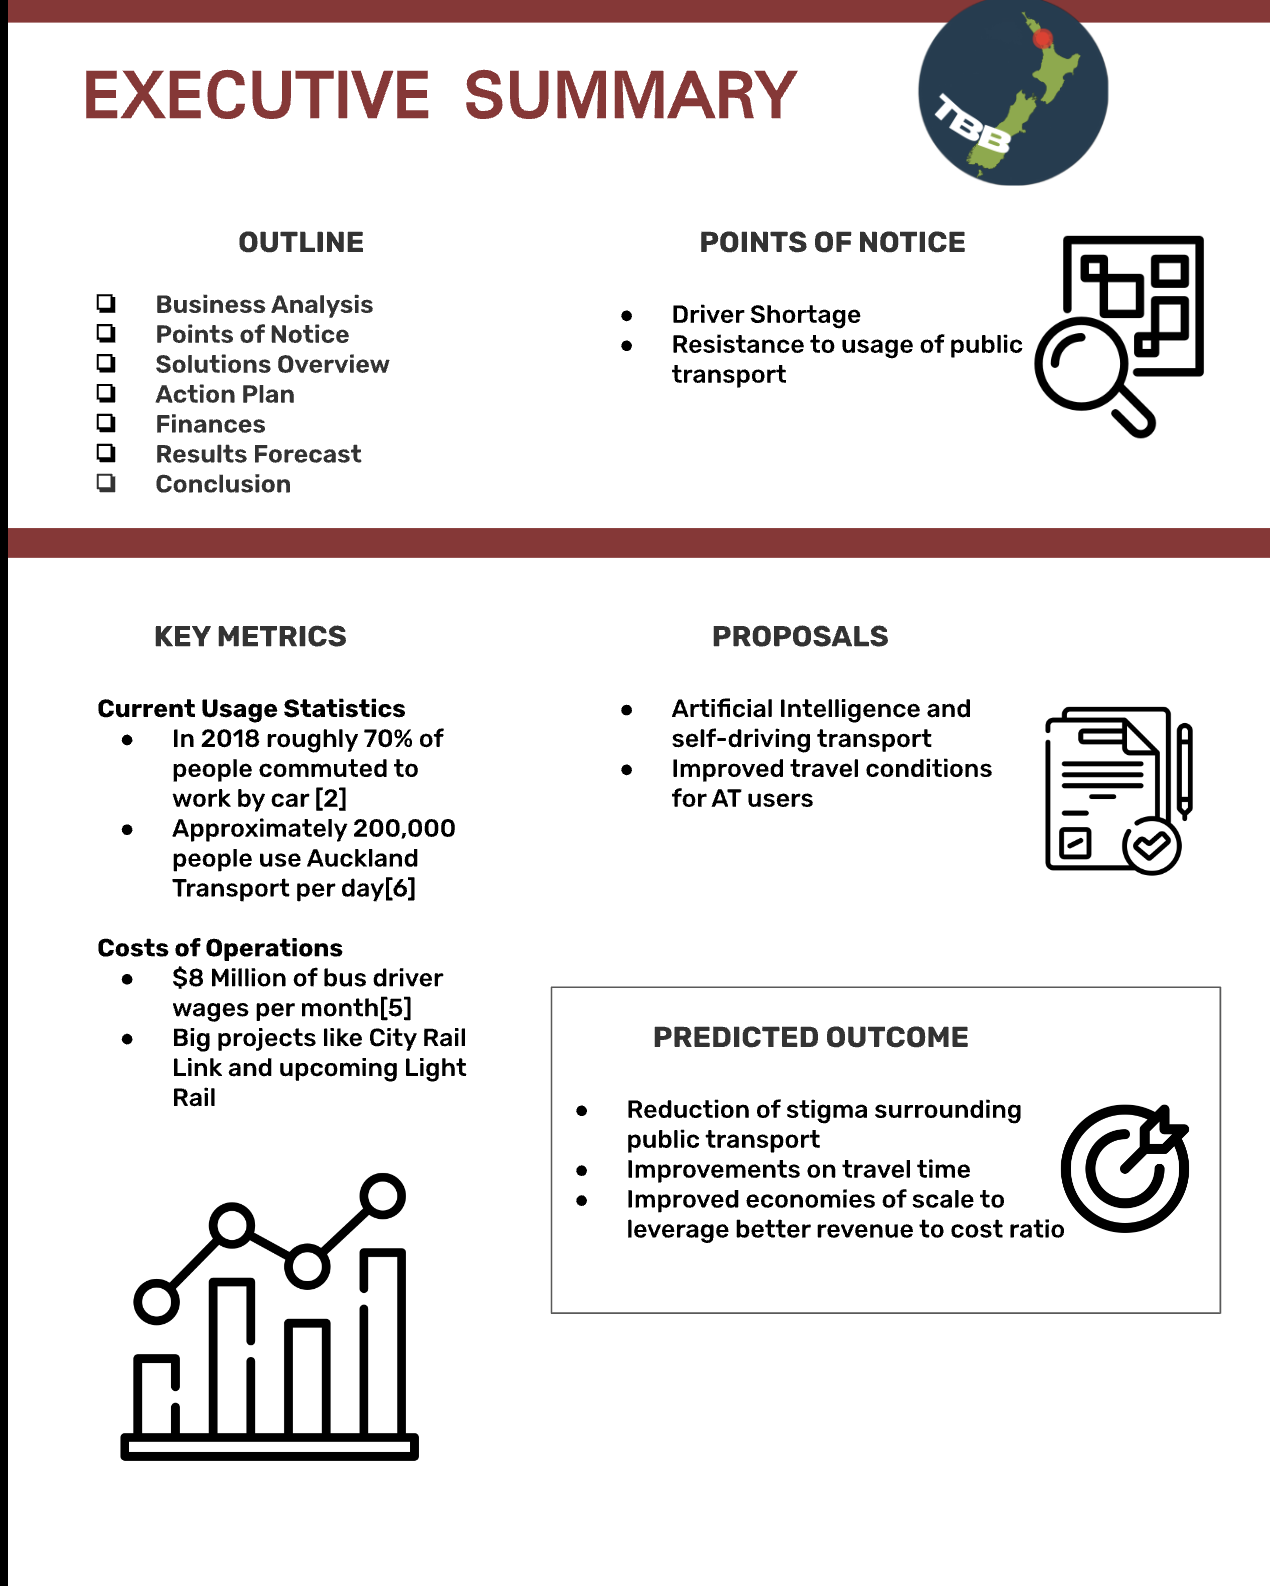 EXECUTIVE SUMMARY
TBB
OUTLINE
Business Analysis
Points of Notice
Solutions Overview
Action Plan
Finances
Results Forecast
Conclusion
POINTS OF NOTICE
Driver Shortage
Resistance to usage of public
transport
KEY METRICS
Current Usage Statistics
In 2018 roughly 70% of
people commuted to
work by car [2]
Approximately 200,000
people use Auckland
Transport per day[6]
Costs of Operations
$8 Million of bus driver
wages per month[5]
Big projects like City Rail
Link and upcoming Light
Rail
PROPOSALS
Artificial Intelligence and
self-driving transport
Improved travel conditions
for AT users
PREDICTED OUTCOME
Reduction of stigma surrounding
public transport
Improvements on travel time
Improved economies of scale to
leverage better revenue to cost ratio